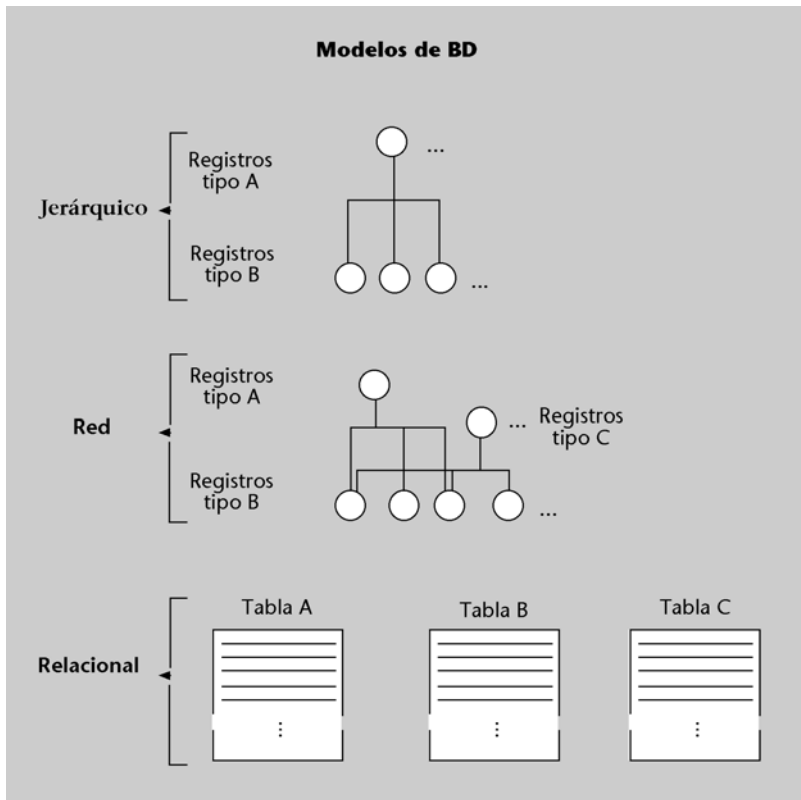 Modelos de BD
Registros
tipo A
Jerárquico
Registros
tipo B
...
...
Registros
tipo A
Red
Registros
tipo B
... Registros
tipo C
...
Tabla A
Tabla B
Tabla C
Relacional